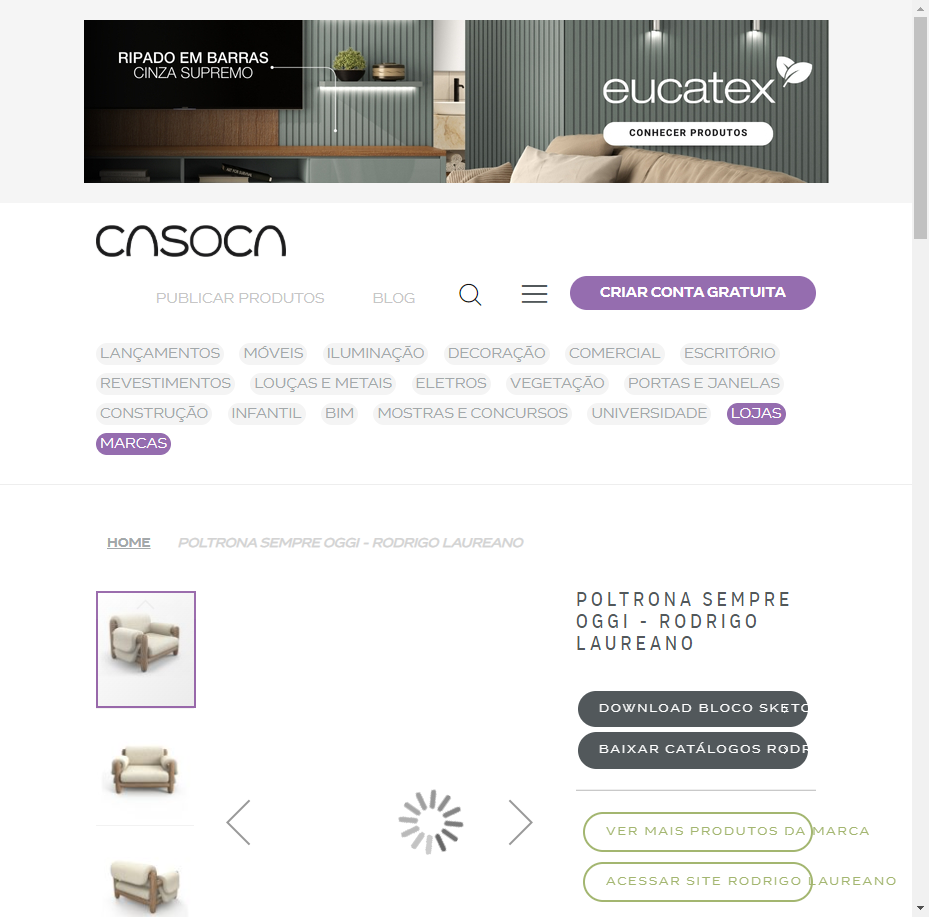 RIPADO EM BARRAS
CINZA SUPREMO
eucatex
CONHECER PRODUTOS
CASOCA
PUBLICAR PRODUTOS
BLOG
CRIAR CONTA GRATUITA
LANÇAMENTOS MÓVEIS ILUMINAÇÃO DECORAÇÃO COMERCIAL ESCRITÓRIO
REVESTIMENTOS LOUÇAS E METAIS ELETROS VEGETAÇÃO PORTAS E JANELAS
CONSTRUÇÃO INFANTIL BIM MOSTRAS E CONCURSOS UNIVERSIDADE LOJAS
MARCAS
HOME POLTRONA SEMPRE OGGI - RODRIGO LAUREANO
POLTRONA SEMPRE
OGGI - RODRIGO
LAUREANO
DOWNLOAD BLOCO
BAIXAR CATÁLOGOS
VER MAIS PRODUTOS DA MARCA
ACESSAR SITE RODRIGO LAUREANO